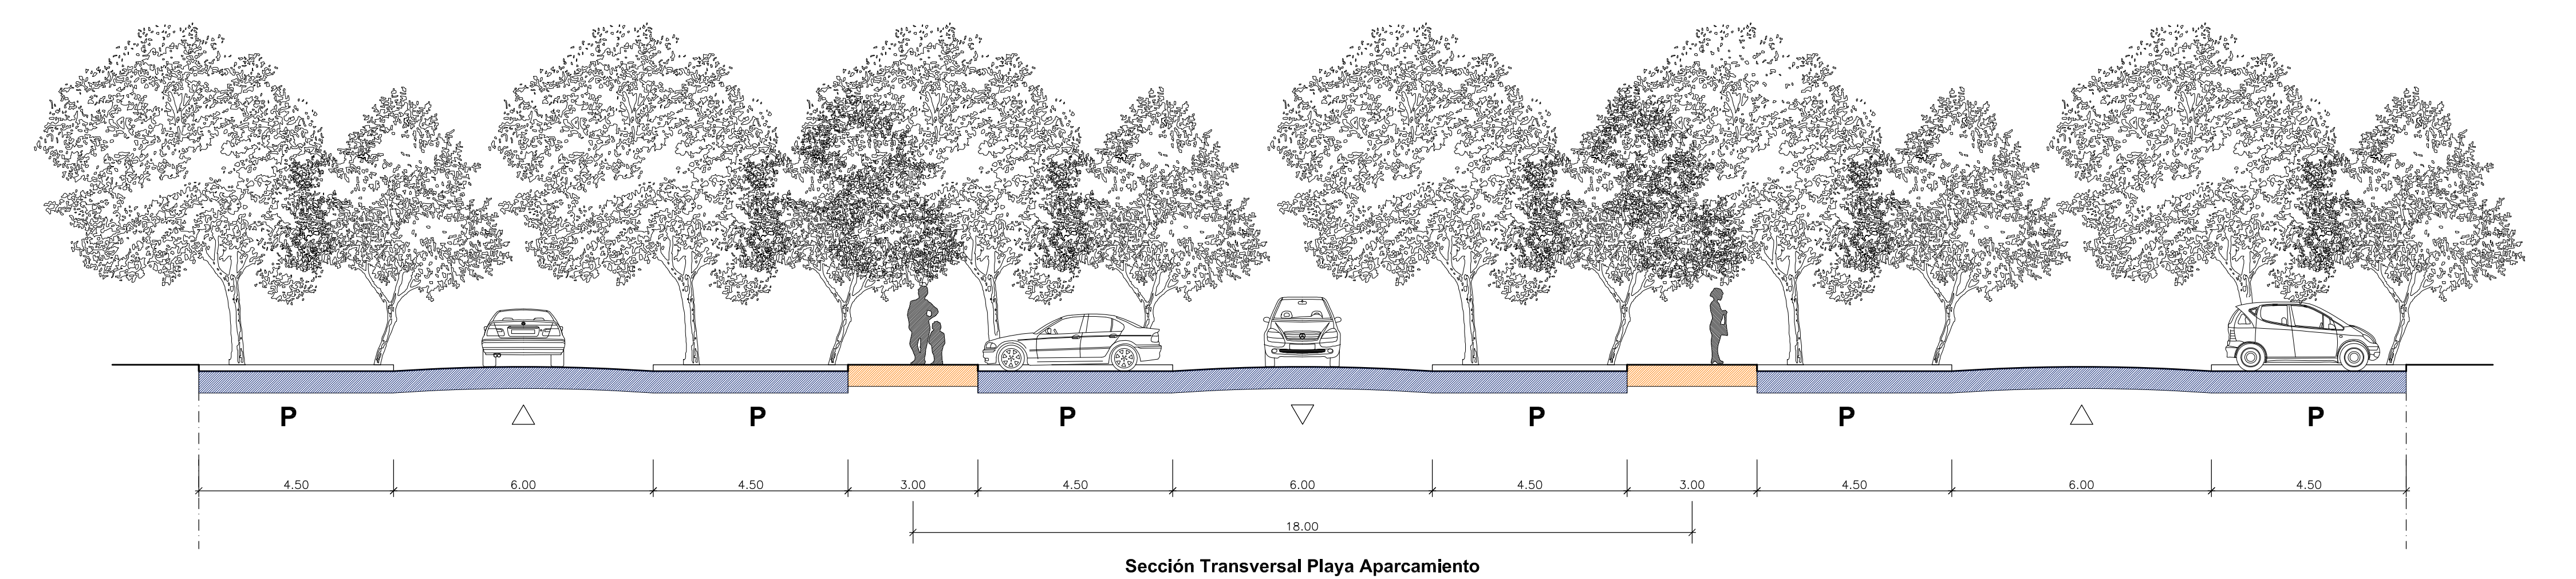 P P P P P P
4.50 6.00 4.50 3.00 4.50 6.00 4.50 3.00 4.50 6.00 4.50
18.00
Sección Transversal Playa Aparcamiento